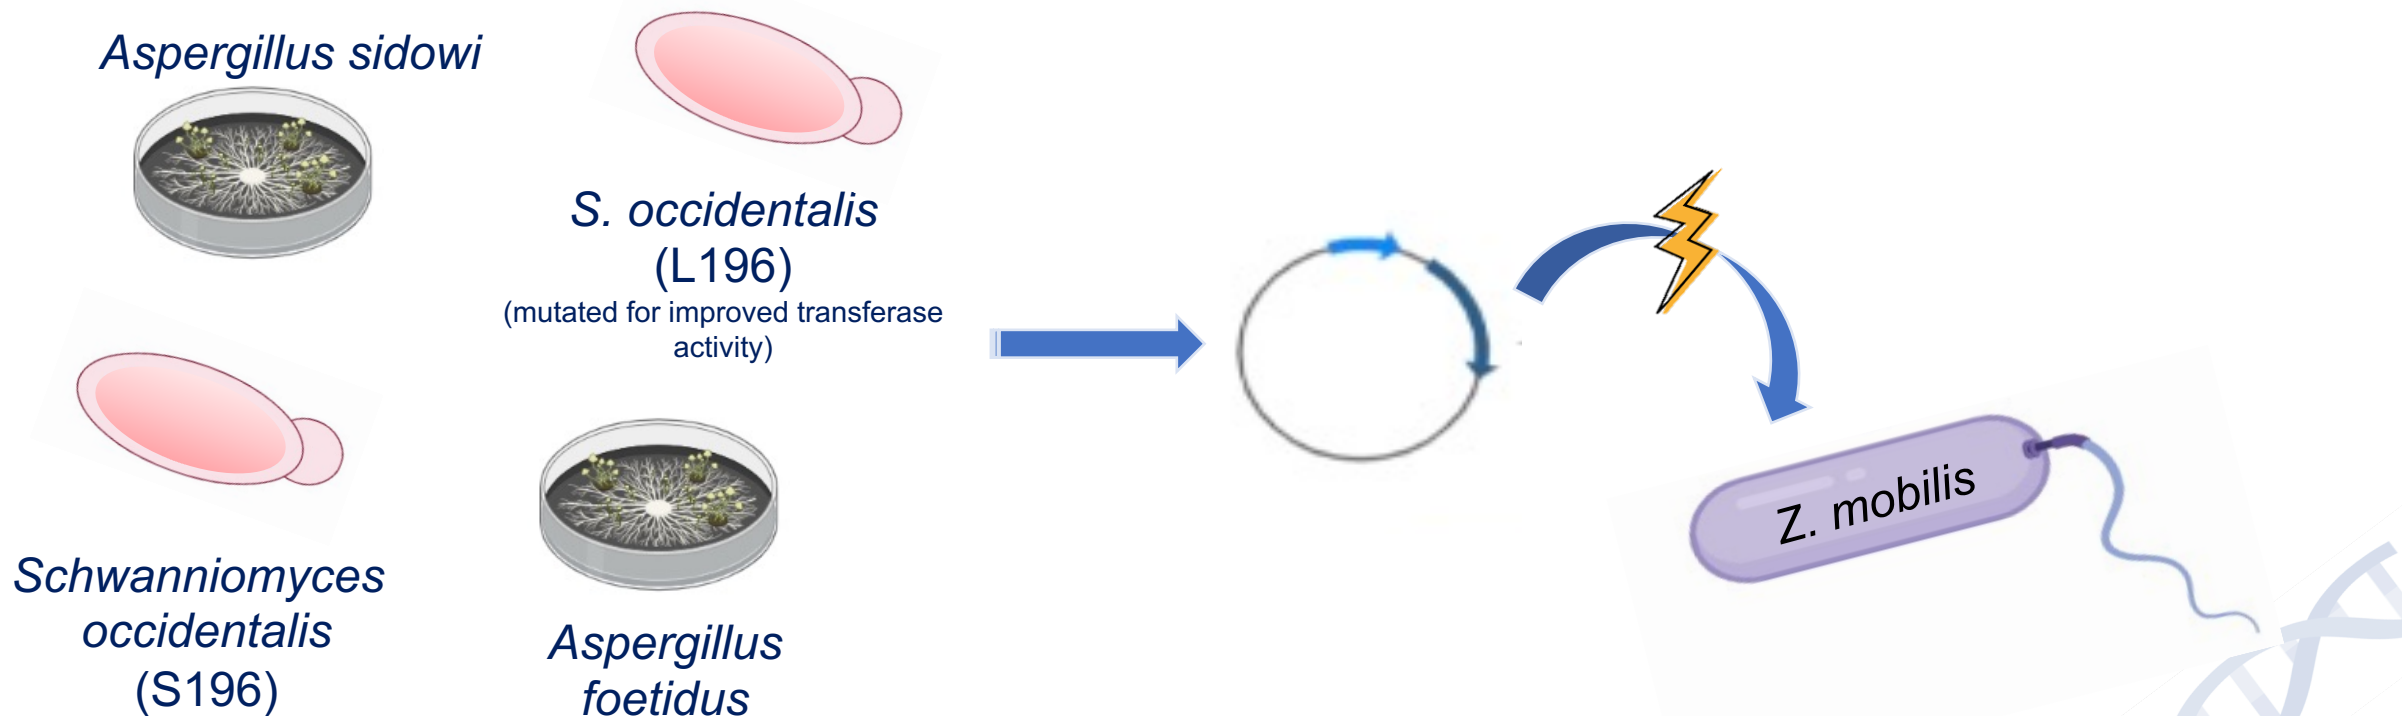 Aspergillus sidowi
S. occidentalis
(L196)
(mutated for improved transferase
activity)
Schwanniomyces
occidentalis
(S196)
Aspergillus
foetidus
Z. mobilis